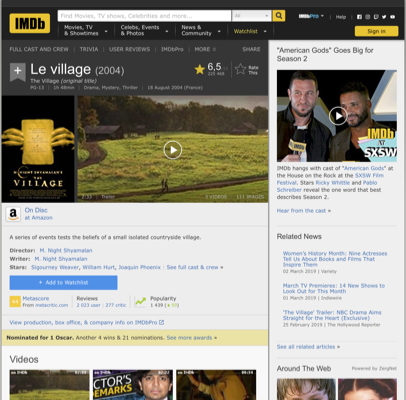 IMDb
Find Movies, TV shows, Celebrities and more...
All
IMDbPro
Help
Movies, TV & Showtimes
Celebs, Events & Photos
News & Community
Watchlist
Sign in
FULL CAST AND CREW | TRIVIA | USER REVIEWS | IMDbPro | MORE
SHARE
Le village (2004)
The Village (original title)
PG-13 | 1h 48min | Drama, Mystery, Thriller | 18 August 2004 (France)
6,5
Rate This
M. NIGHT SHYAMALAN'S
THE VILLAGE
2:33 | Trailer
6 VIDEOS
111 IMAGES
On Disc
at Amazon
A series of events tests the beliefs of a small isolated countryside village.
Director: M. Night Shyamalan
Writer: M. Night Shyamalan
Stars: Sigourney Weaver, William Hurt, Joaquin Phoenix | See full cast & crew »
+ Add to Watchlist
44
Metascore
From metacritic.com
Reviews
2 023 user | 277 critic
Popularity
1 439
View production, box office, & company info on IMDbPro
Nominated for 1 Oscar. Another 4 wins & 21 nominations. See more awards »
Videos
"American Gods" Goes Big for
Season 2
IMDb
at
SXSW
IMDb hangs with cast of "American Gods" at
the House on the Rock at the SXSW Film
Festival. Stars Ricky Whittle and Pablo
Schreiber reveal the one word that best
describes Season 2.
Hear from the cast »
Related News
Women's History Month: Nine Actresses
Tell Us About Books and Films That
Inspire Them
02 March 2019 | Variety
March TV Premieres: 14 New Shows to
Look Out for This Month
01 March 2019 | Indiewire
'The Village' Trailer: NBC Drama Aims
Straight for the Heart (Exclusive)
25 February 2019 | The Hollywood Reporter
See all related articles »
Around The Web
Powered by ZergNet